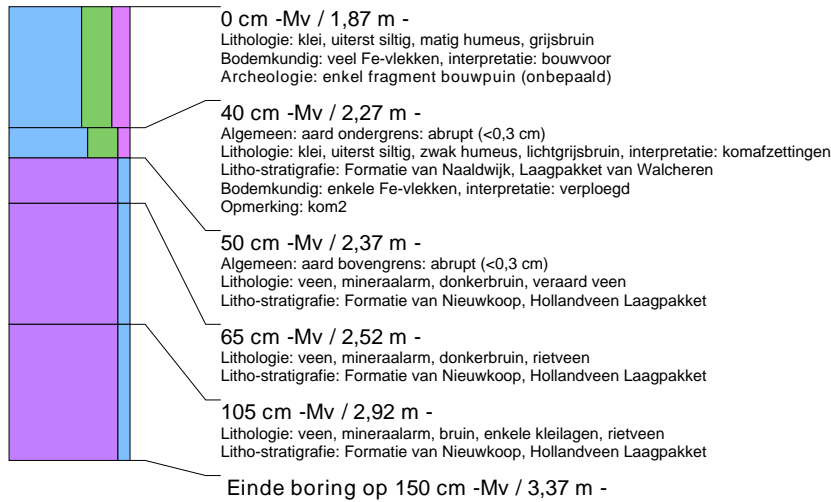 0 cm -Mv / 1,87 m -
Lithologie: klei, uiterst siltig, matig humeus, grijsbruin
Bodemkundig: veel Fe-vlekken, interpretatie: bouwvoor
Archeologie: enkel fragment bouwpuin (onbepaald)
40 cm -Mv / 2,27 m -
Algemeen: aard ondergrens: abrupt (<0,3 cm)
Lithologie: klei, uiterst siltig, zwak humeus, lichtgrijsbruin, interpretatie: komafzettingen
Litho-stratigrafie: Formatie van Naaldwijk, Laagpakket van Walcheren
Bodemkundig: enkele Fe-vlekken, interpretatie: verploegd
Opmerking: kom2
50 cm -Mv / 2,37 m -
Algemeen: aard bovengrens: abrupt (<0,3 cm)
Lithologie: veen, mineraalarm, donkerbruin, veraard veen
Litho-stratigrafie: Formatie van Nieuwkoop, Hollandveen Laagpakket
65 cm -Mv / 2,52 m -
Lithologie: veen, mineraalarm, donkerbruin, rietveen
Litho-stratigrafie: Formatie van Nieuwkoop, Hollandveen Laagpakket
105 cm -Mv / 2,92 m -
Lithologie: veen, mineraalarm, bruin, enkele kleilagen, rietveen
Litho-stratigrafie: Formatie van Nieuwkoop, Hollandveen Laagpakket
Einde boring op 150 cm -Mv / 3,37 m -